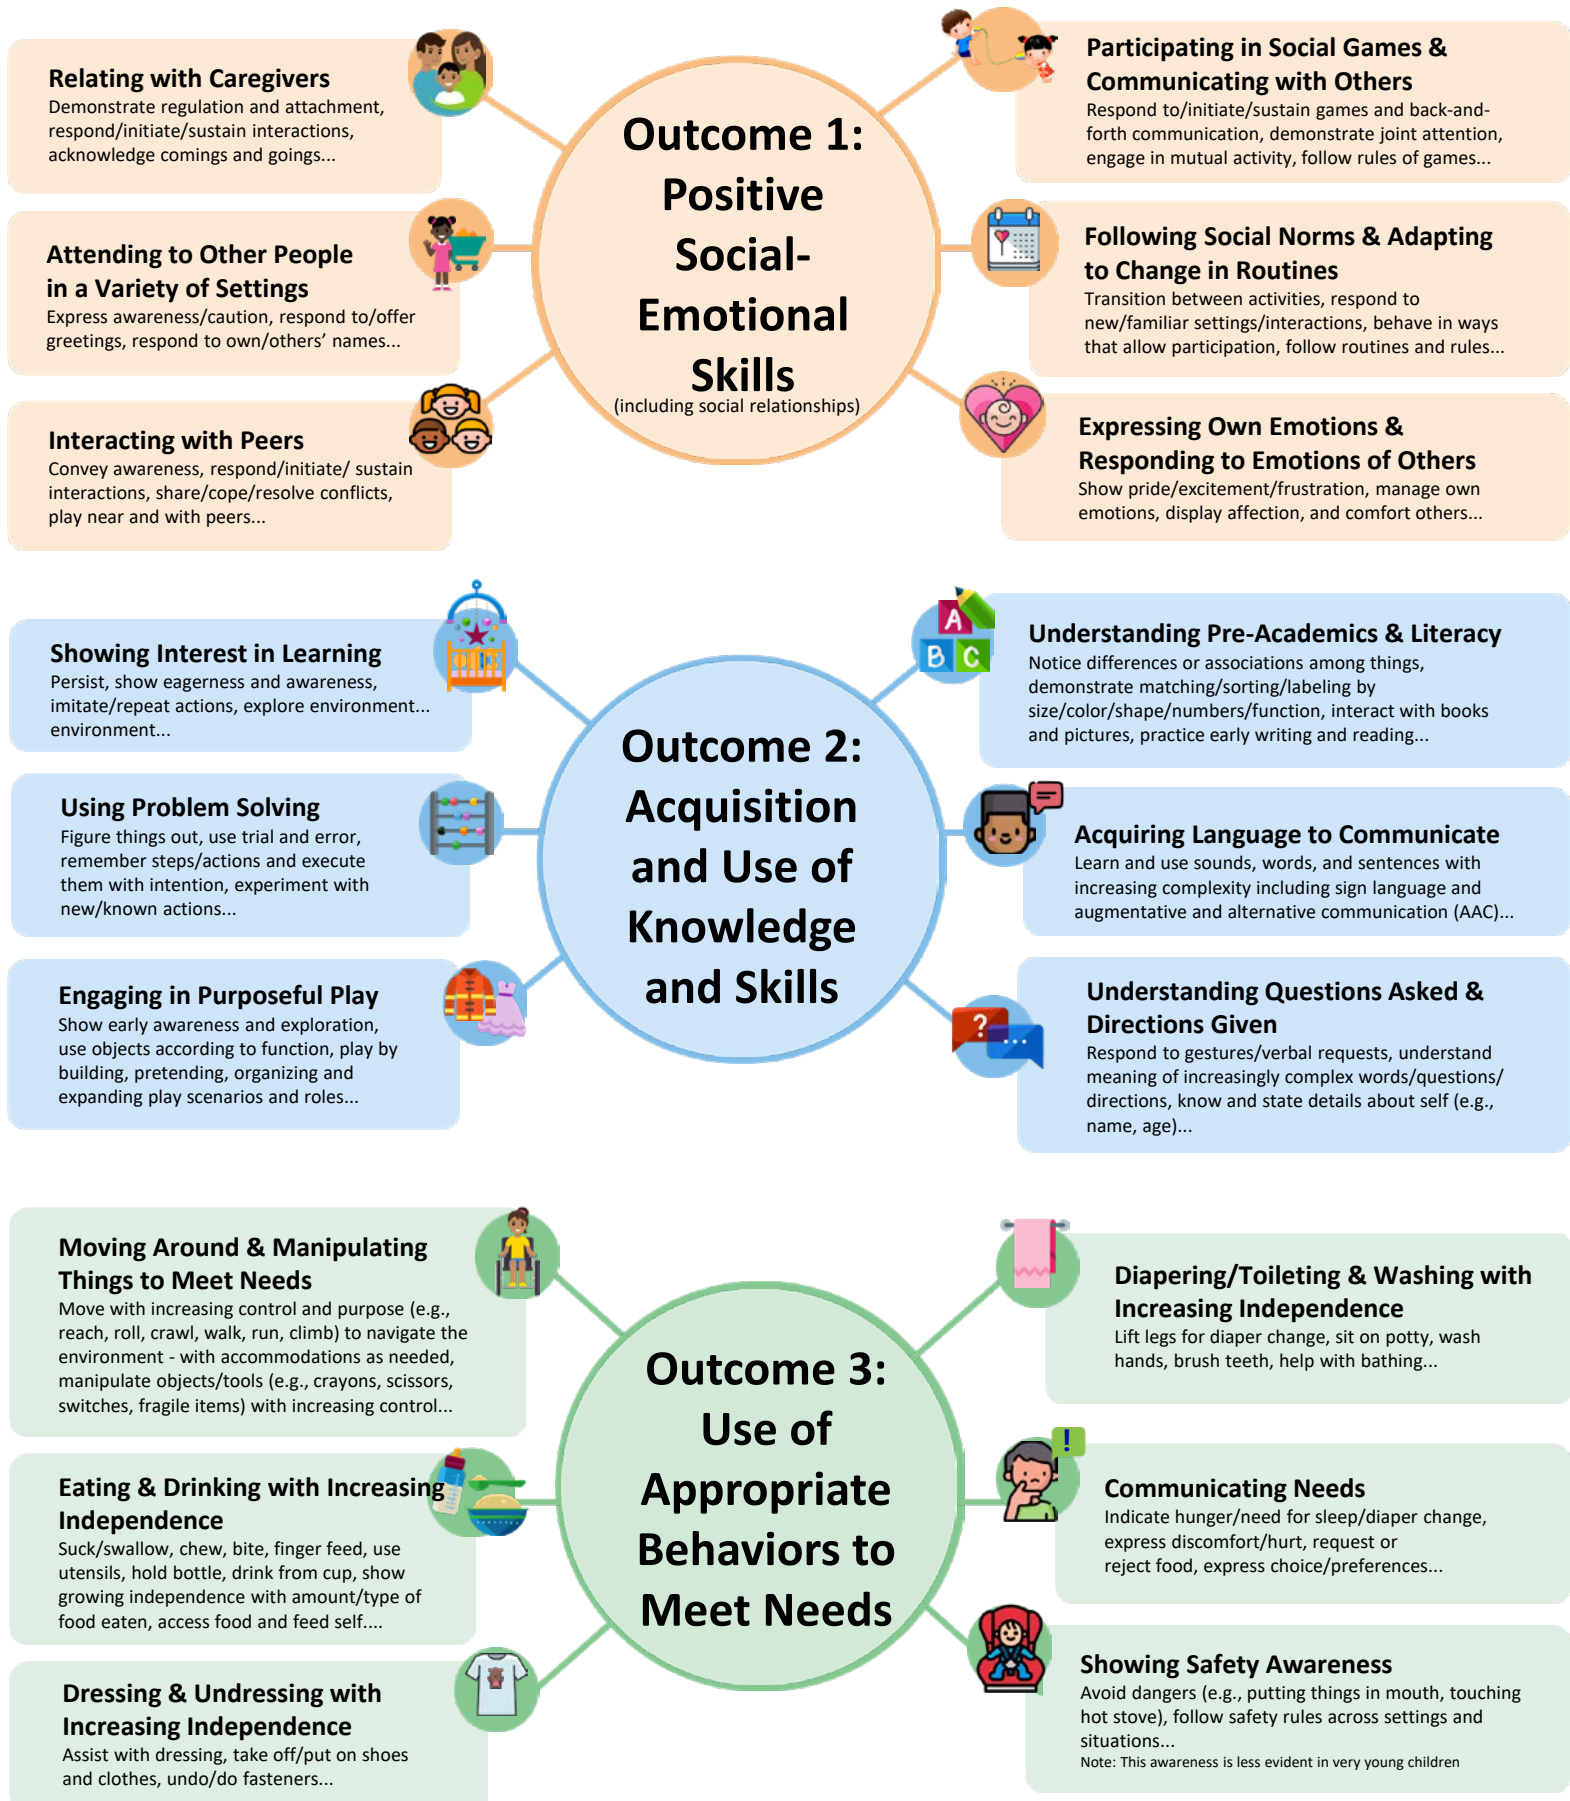 Relating with Caregivers
Demonstrate regulation and attachment,
respond/initiate/sustain interactions,
acknowledge comings and goings...
Attending to Other People
in a Variety of Settings
Express awareness/caution, respond to/offer
greetings, respond to own/others’ names...
Interacting with Peers
Convey awareness, respond/initiate/ sustain
interactions, share/cope/resolve conflicts,
play near and with peers...
Outcome 1:
Positive
Social-
Emotional
Skills
(including social relationships)
Participating in Social Games &
Communicating with Others
Respond to/initiate/sustain games and back-and-
forth communication, demonstrate joint attention,
engage in mutual activity, follow rules of games...
Following Social Norms & Adapting
to Change in Routines
Transition between activities, respond to
new/familiar settings/interactions, behave in ways
that allow participation, follow routines and rules...
Expressing Own Emotions &
Responding to Emotions of Others
Show pride/excitement/frustration, manage own
emotions, display affection, and comfort others...
Showing Interest in Learning
Persist, show eagerness and awareness,
imitate/repeat actions, explore environment...
environment...
Using Problem Solving
Figure things out, use trial and error,
remember steps/actions and execute
them with intention, experiment with
new/known actions...
Engaging in Purposeful Play
Show early awareness and exploration,
use objects according to function, play by
building, pretending, organizing and
expanding play scenarios and roles...
Outcome 2:
Acquisition
and Use of
Knowledge
and Skills
A
B C
Understanding Pre-Academics & Literacy
Notice differences or associations among things,
demonstrate matching/sorting/labeling by
size/color/shape/numbers/function, interact with books
and pictures, practice early writing and reading...
Acquiring Language to Communicate
Learn and use sounds, words, and sentences with
increasing complexity including sign language and
augmentative and alternative communication (AAC)...
? ...
Understanding Questions Asked &
Directions Given
Respond to gestures/verbal requests, understand
meaning of increasingly complex words/questions/
directions, know and state details about self (e.g.,
name, age)...
Moving Around & Manipulating
Things to Meet Needs
Move with increasing control and purpose (e.g.,
reach, roll, crawl, walk, run, climb) to navigate the
environment - with accommodations as needed,
manipulate objects/tools (e.g., crayons, scissors,
switches, fragile items) with increasing control...
Eating & Drinking with Increasing
Independence
Suck/swallow, chew, bite, finger feed, use
utensils, hold bottle, drink from cup, show
growing independence with amount/type of
food eaten, access food and feed self....
Dressing & Undressing with
Increasing Independence
Assist with dressing, take off/put on shoes
and clothes, undo/do fasteners...
Outcome 3:
Use of
Appropriate
Behaviors to
Meet Needs
Diapering/Toileting & Washing with
Increasing Independence
Lift legs for diaper change, sit on potty, wash
hands, brush teeth, help with bathing...
!
Communicating Needs
Indicate hunger/need for sleep/diaper change,
express discomfort/hurt, request or
reject food, express choice/preferences...
Showing Safety Awareness
Avoid dangers (e.g., putting things in mouth, touching
hot stove), follow safety rules across settings and
situations...
Note: This awareness is less evident in very young children